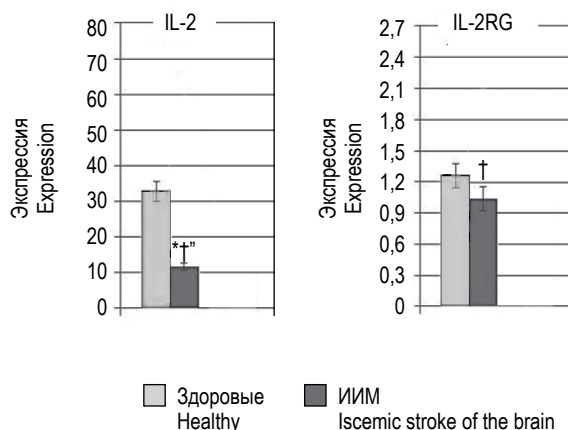 IL-2
80
70
60
50
40
30
20
10
0
Экспрессия
Expression
*†”
IL-2RG
2,7
2,4
2,1
1,8
1,5
1,2
0,9
0,6
0,3
0
Экспрессия
Expression
†
Здоровые
Healthy
ИИМ
Iscemic stroke of the brain